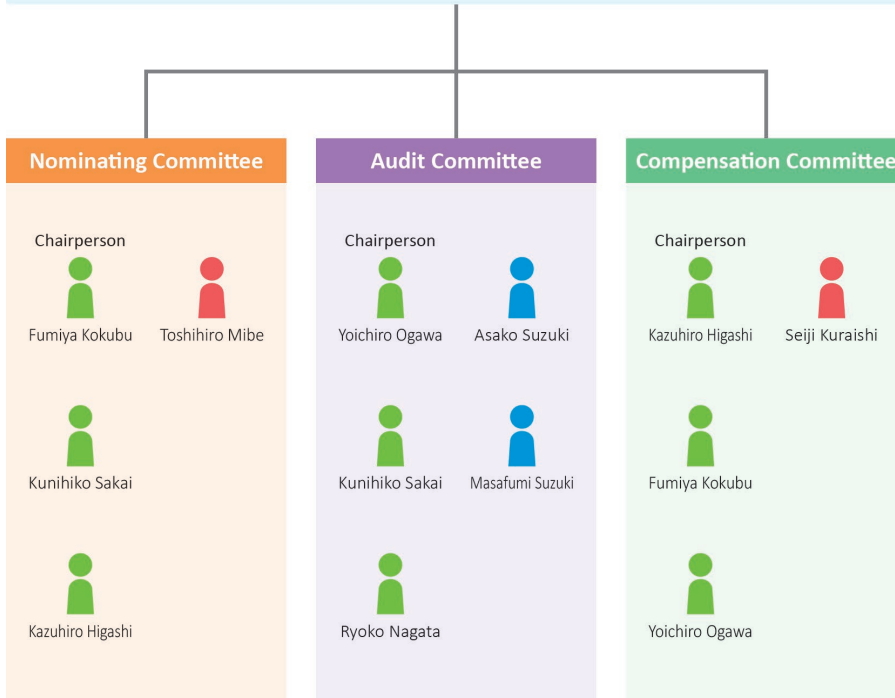 Nominating Committee
Chairperson
Fumiya Kokubu
Toshihiro Mibe
Kunihiko Sakai
Kazuhiro Higashi
Audit Committee
Chairperson
Yoichiro Ogawa
Asako Suzuki
Kunihiko Sakai
Masafumi Suzuki
Ryoko Nagata
Compensation Committee
Chairperson
Kazuhiro Higashi
Seiji Kuraishi
Fumiya Kokubu
Yoichiro Ogawa